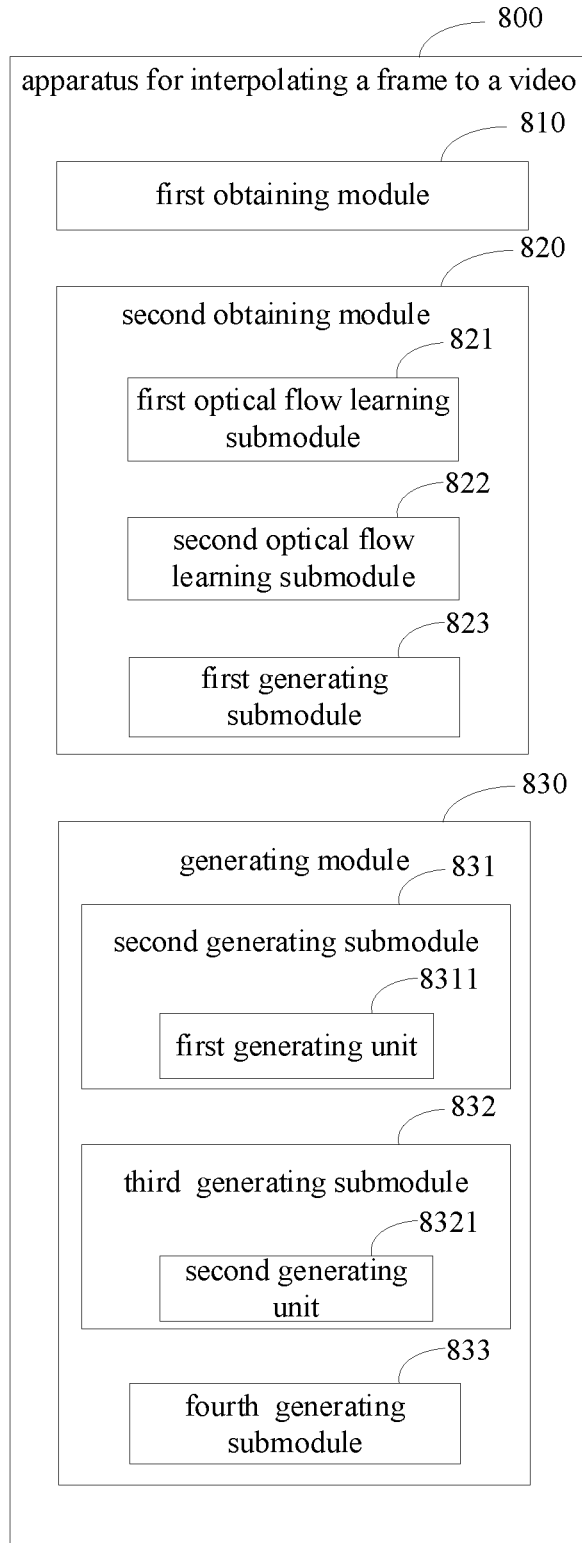 800
apparatus for interpolating a frame to a video
810
first obtaining module
820
second obtaining module
821
first optical flow learning
submodule
822
second optical flow
learning submodule
823
first generating
submodule
830
generating module
831
second generating submodule
8311
first generating unit
832
third generating submodule
8321
second generating
unit
833
fourth generating
submodule